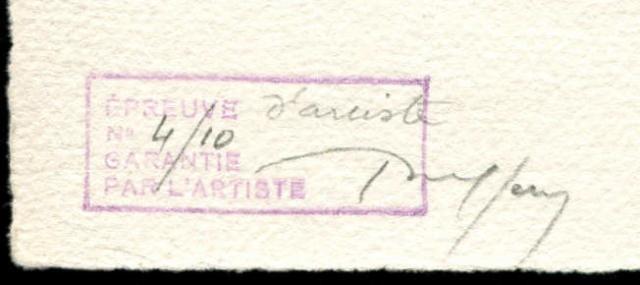 ÉPREUVE d'artiste
Nº 4/10
GARANTIE
PAR L'ARTISTE